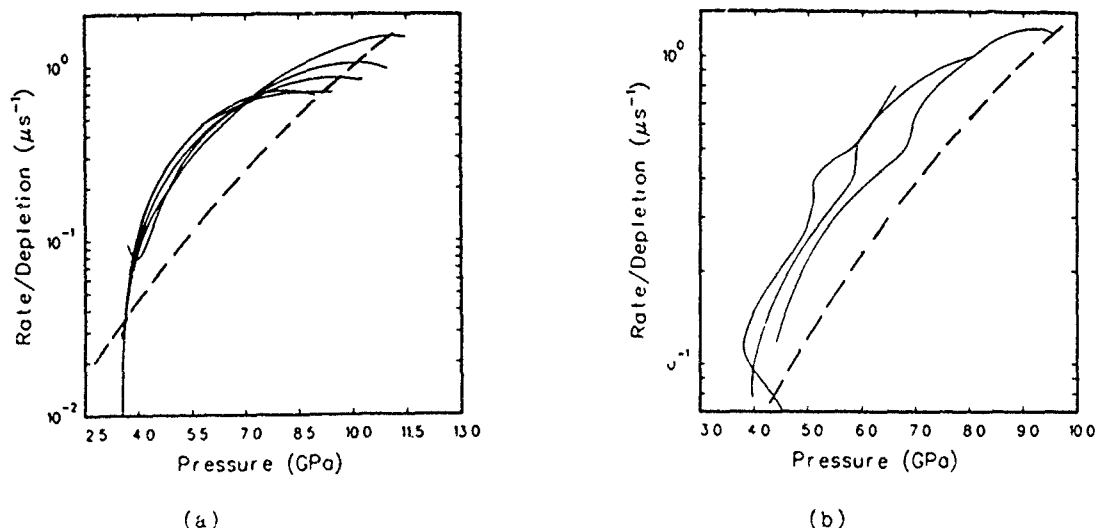 Rate/Depletion (μs⁻¹)
10⁰
10⁻¹
10⁻²
25 40 55 70 85 100 115 130
Pressure (GPa)
(a)
Rate/Depletion (μs⁻¹)
10⁰
30 40 50 60 70 80 90 100
Pressure (GPa)
(b)